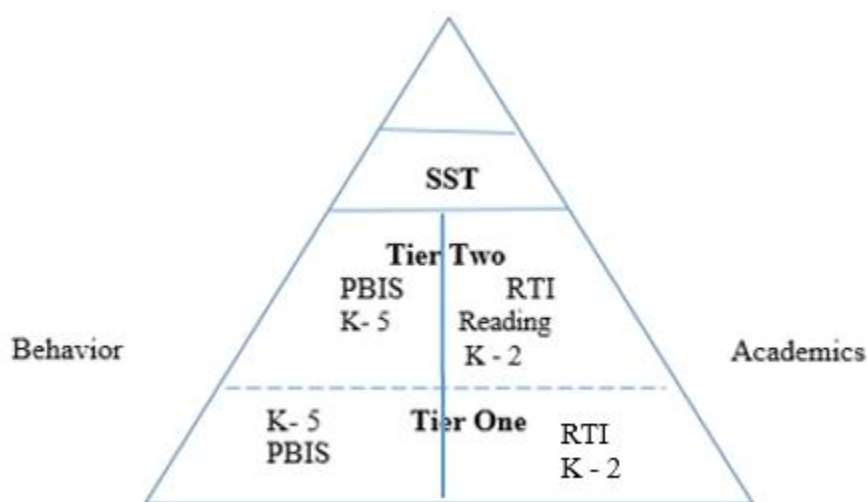 SST
Tier Two
PBIS
K- 5
RTI
Reading
K - 2
Behavior
Academics
Tier One
K- 5
PBIS
RTI
K - 2